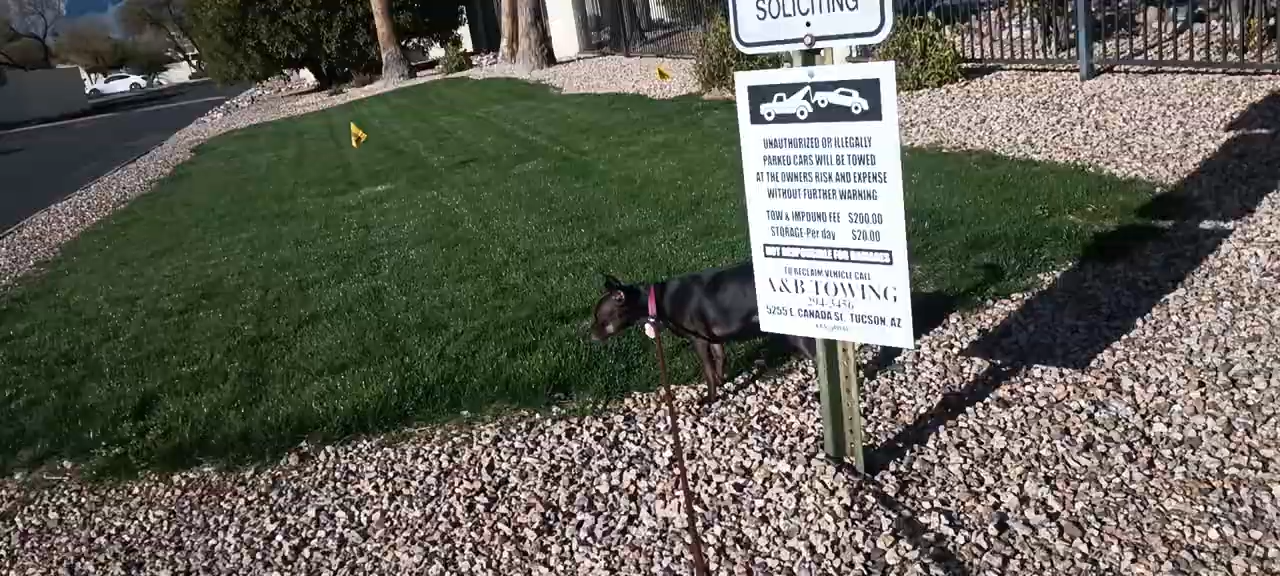 SOLICITING
UNAUTHORIZED OR ILLEGALLY
PARKED CARS WILL BE TOWED
AT THE OWNERS RISK AND EXPENSE
WITHOUT FURTHER WARNING
TOW & IMPOUND FEE $200.00
STORAGE-Per day $20.00
NOT RESPONSIBLE FOR DAMAGES
TO RECLAIM VEHICLE CALL
A&B TOWING
294-3456
5255 E. CANADA St. TUCSON, AZ